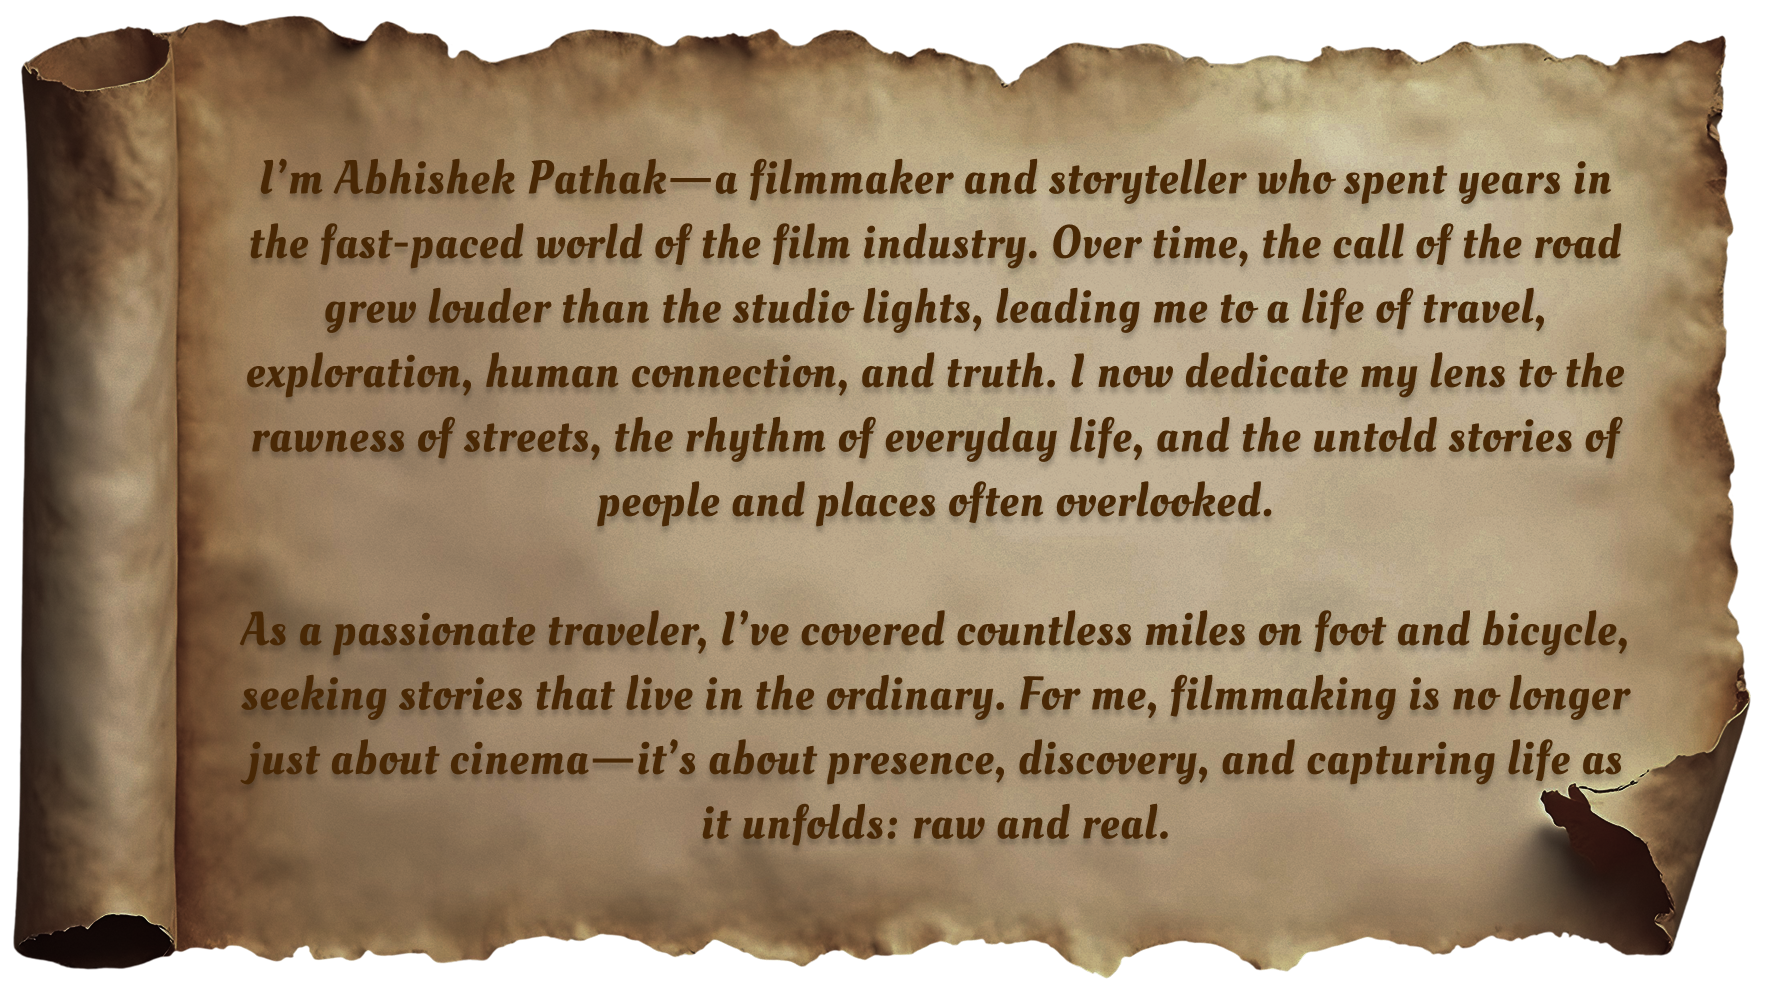 I’m Abhishek Pathak—a filmmaker and storyteller who spent years in
the fast-paced world of the film industry. Over time, the call of the road
grew louder than the studio lights, leading me to a life of travel,
exploration, human connection, and truth. I now dedicate my lens to the
rawness of streets, the rhythm of everyday life, and the untold stories of
people and places often overlooked.
As a passionate traveler, I’ve covered countless miles on foot and bicycle,
seeking stories that live in the ordinary. For me, filmmaking is no longer
just about cinema—it’s about presence, discovery, and capturing life as
it unfolds: raw and real.